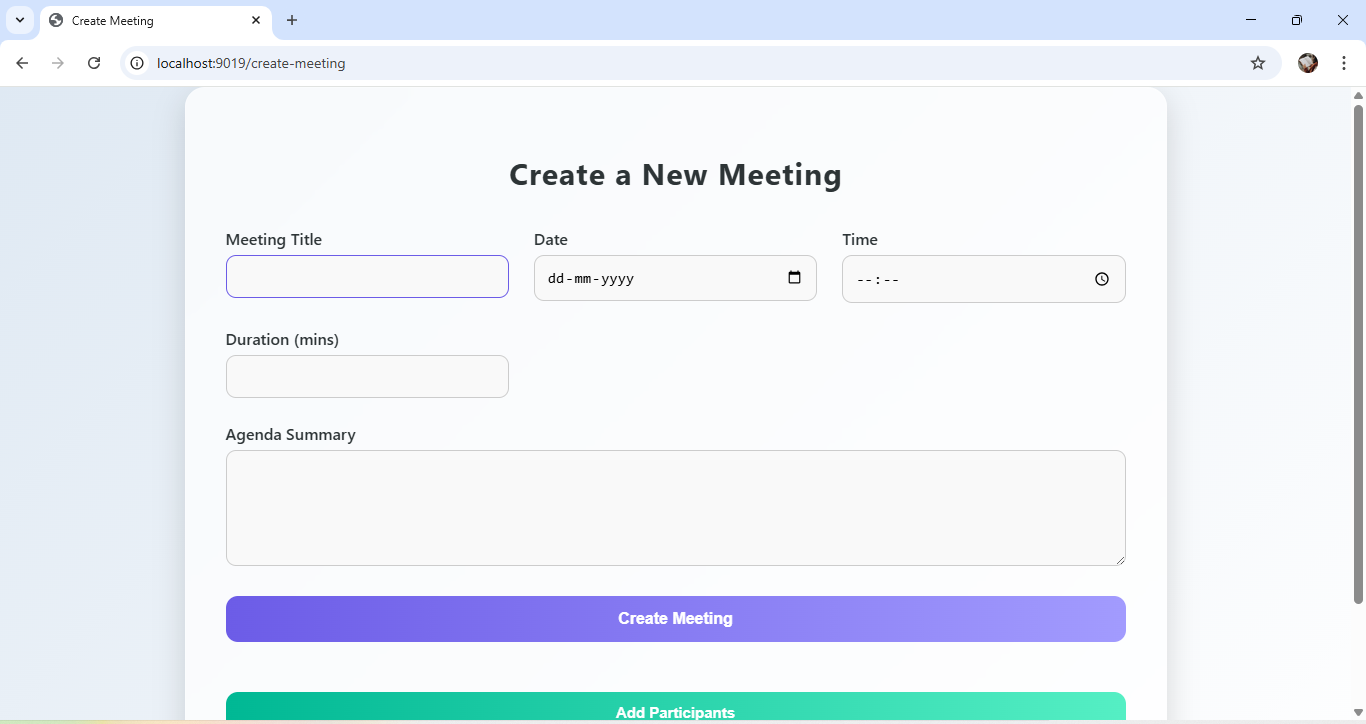 Create Meeting
localhost:9019/create-meeting
Create a New Meeting
Meeting Title
Date
Time
dd-mm-yyyy
--:--
Duration (mins)
Agenda Summary
Create Meeting
Add Participants